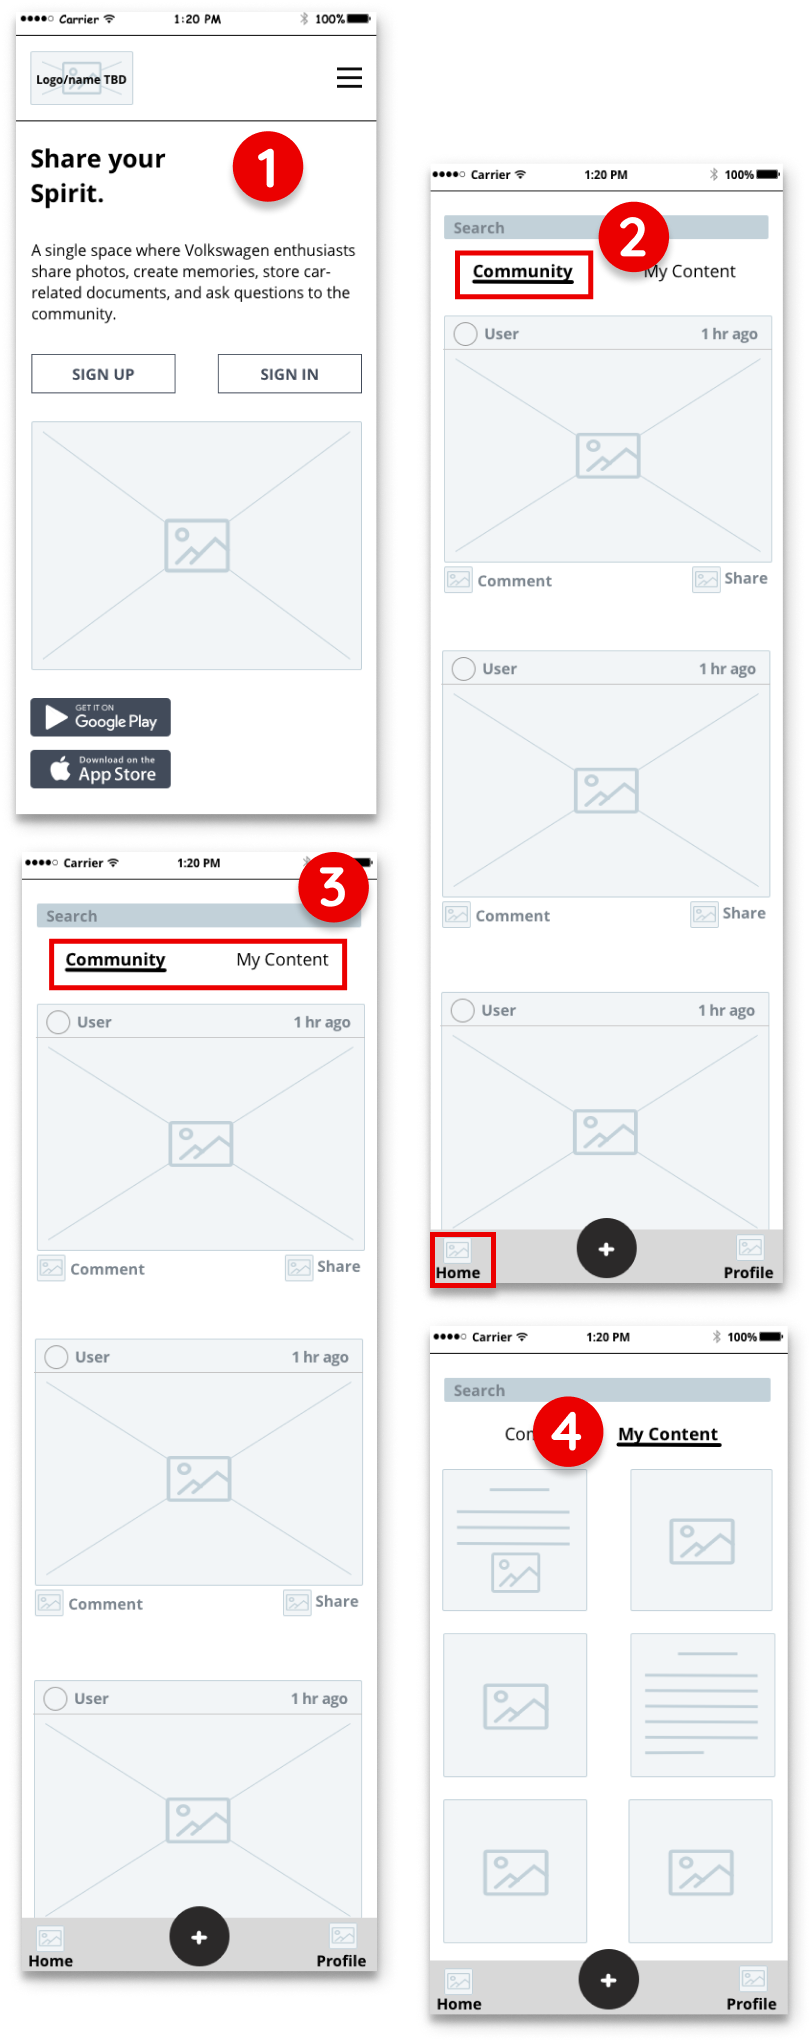 Carrier 1:20 PM 100%
Logo/name TBD
1
Share your
Spirit.
A single space where Volkswagen enthusiasts
share photos, create memories, store car-
related documents, and ask questions to the
community.
SIGN UP SIGN IN
GET IT ON
Google Play
Download on the
App Store
Carrier 1:20 PM 100%
Search
2
Community My Content
User 1 hr ago
Comment Share
User 1 hr ago
Comment Share
User 1 hr ago
+
Home Profile
Carrier 1:20 PM
3
Search
Community My Content
User 1 hr ago
Comment Share
User 1 hr ago
Comment Share
User 1 hr ago
+
Home Profile
Carrier 1:20 PM 100%
Search
4
My Content
+
Home Profile